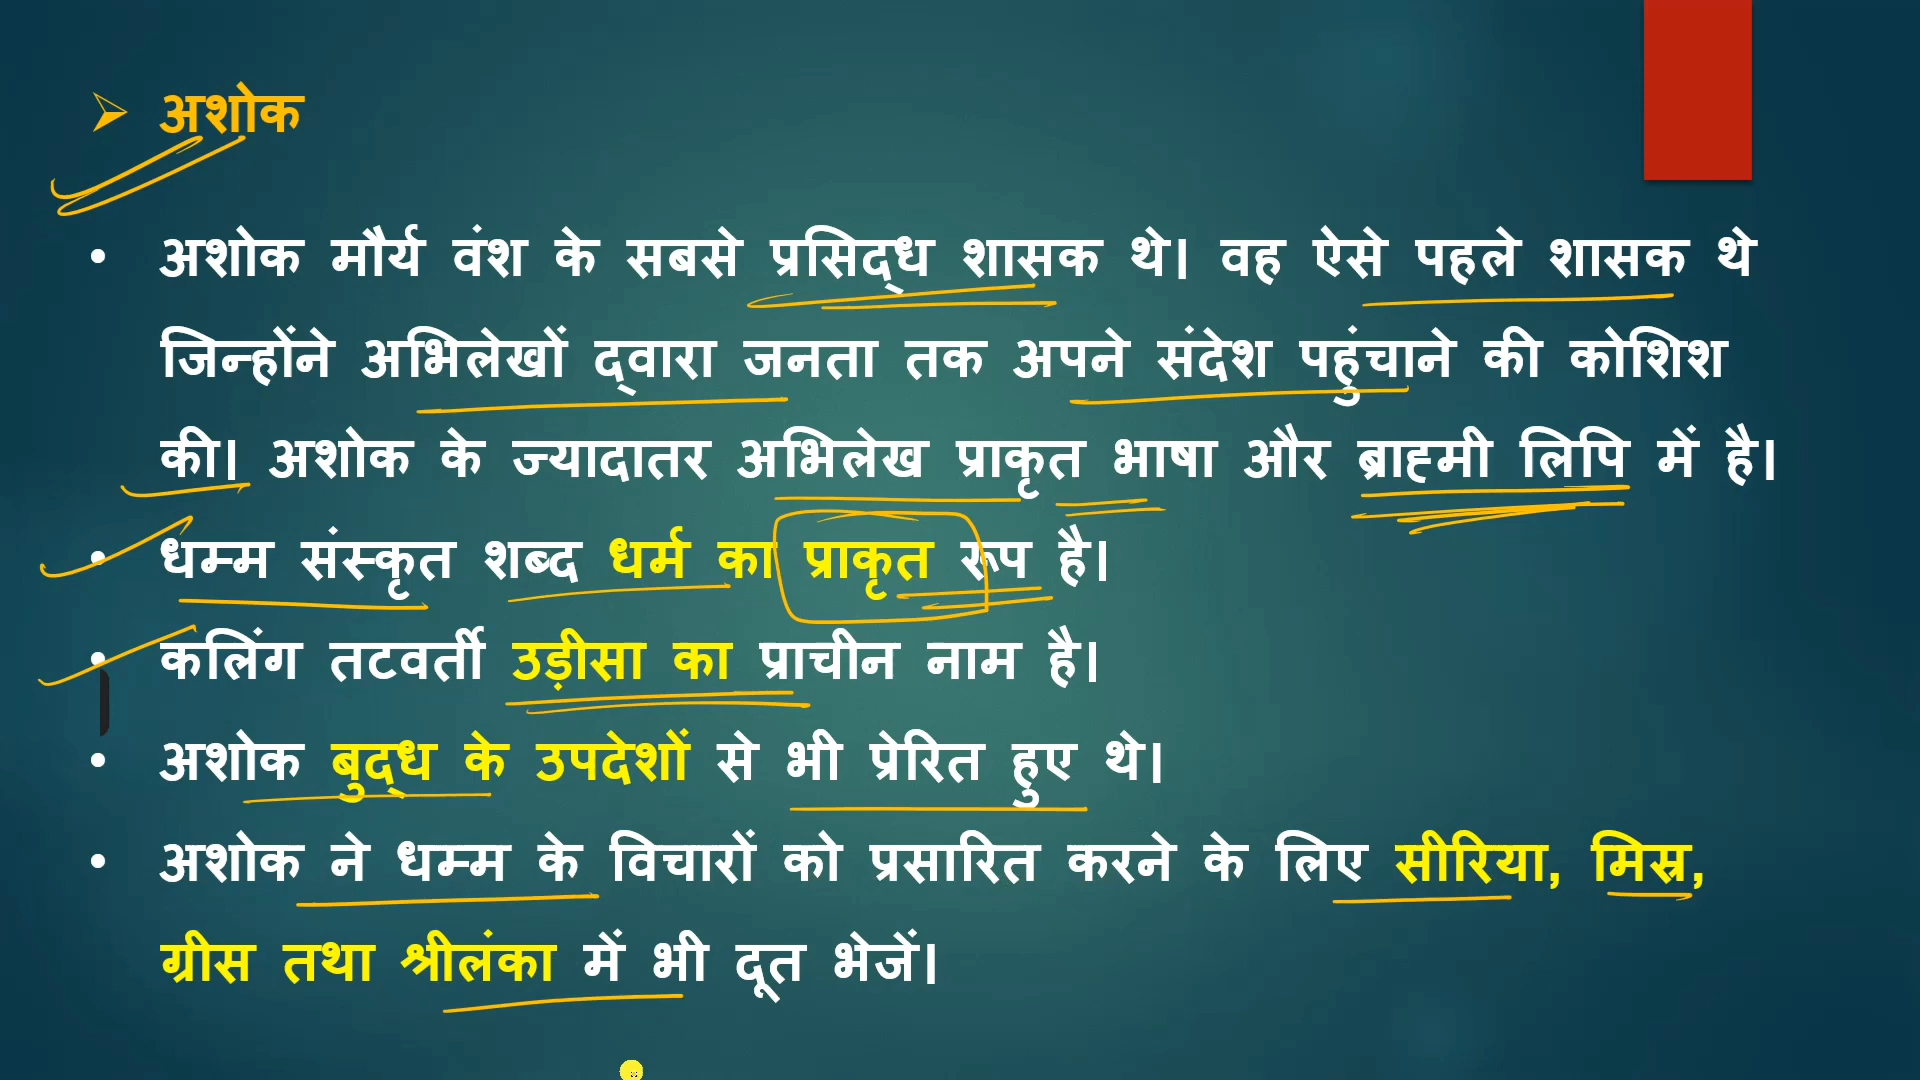 ➢ अशोक
• अशोक मौर्य वंश के सबसे प्रसिद्ध शासक थे। वह ऐसे पहले शासक थे
जिन्होंने अभिलेखों द्वारा जनता तक अपने संदेश पहुंचाने की कोशिश
की। अशोक के ज्यादातर अभिलेख प्राकृत भाषा और ब्राह्मी लिपि में है।
• धम्म संस्कृत शब्द धर्म का प्राकृत रूप है।
• कलिंग तटवर्ती उड़ीसा का प्राचीन नाम है।
• अशोक बुद्ध के उपदेशों से भी प्रेरित हुए थे।
• अशोक ने धम्म के विचारों को प्रसारित करने के लिए सीरिया, मिस्र,
ग्रीस तथा श्रीलंका में भी दूत भेजें।